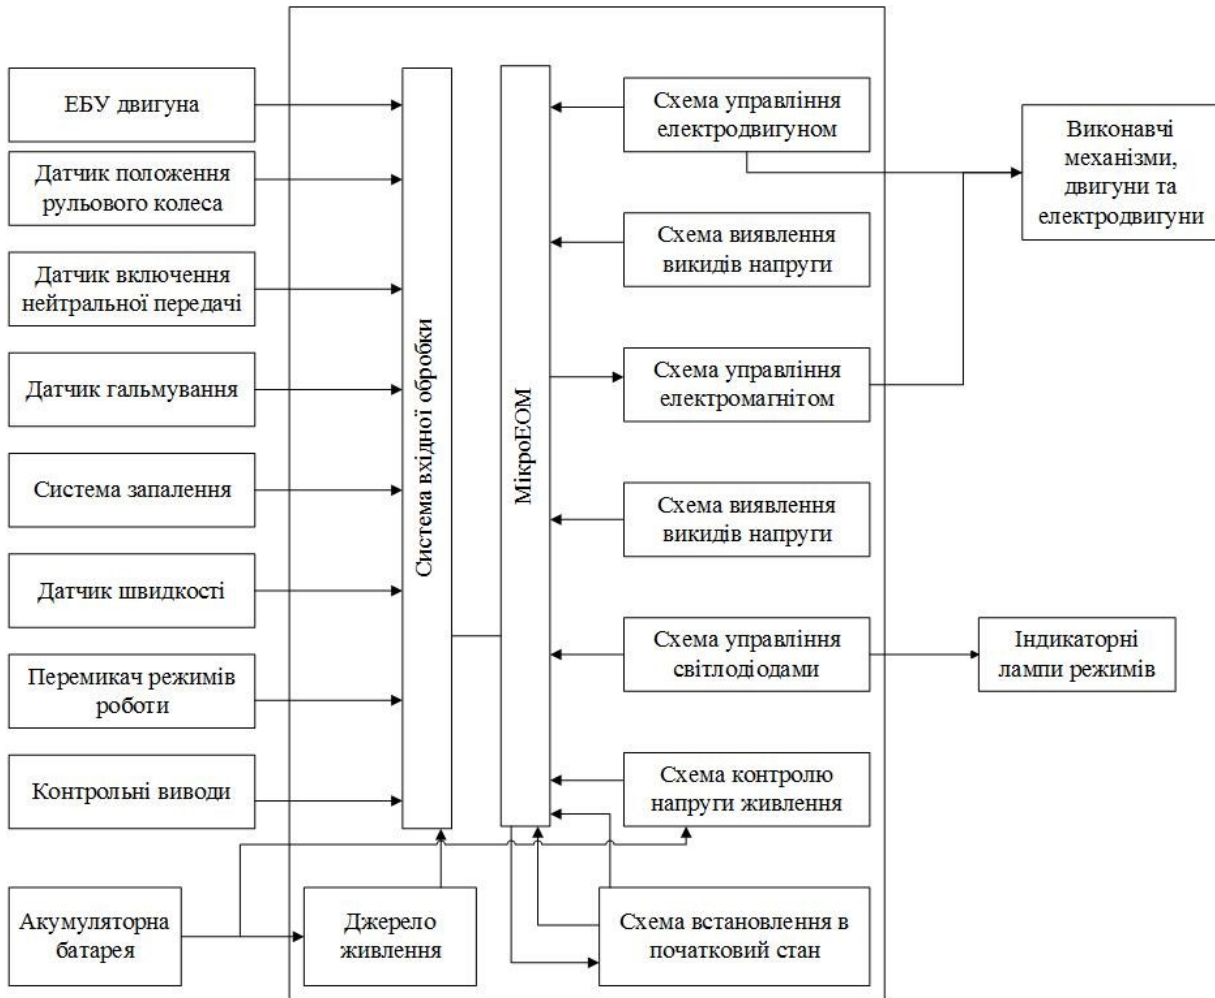 ЕБУ двигуна
Датчик положення
рульового колеса
Датчик включення
нейтральної передачі
Датчик гальмування
Система запалення
Датчик швидкості
Перемикач режимів
роботи
Контрольні виводи
Акумуляторна
батарея
Система вхідної обробки
МікроЕОМ
Джерело
живлення
Схема управління
електродвигуном
Схема виявлення
викидів напруги
Схема управління
електромагнітом
Схема виявлення
викидів напруги
Схема управління
світлодіодами
Схема контролю
напруги живлення
Схема встановлення в
початковий стан
Виконавчі
механізми,
двигуни та
електродвигуни
Індикаторні
лампи режимів